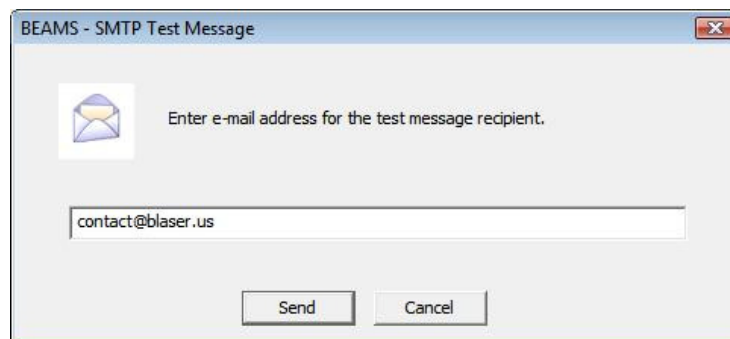 BEAMS - SMTP Test Message
Enter e-mail address for the test message recipient.
contact@blaser.us
Send
Cancel